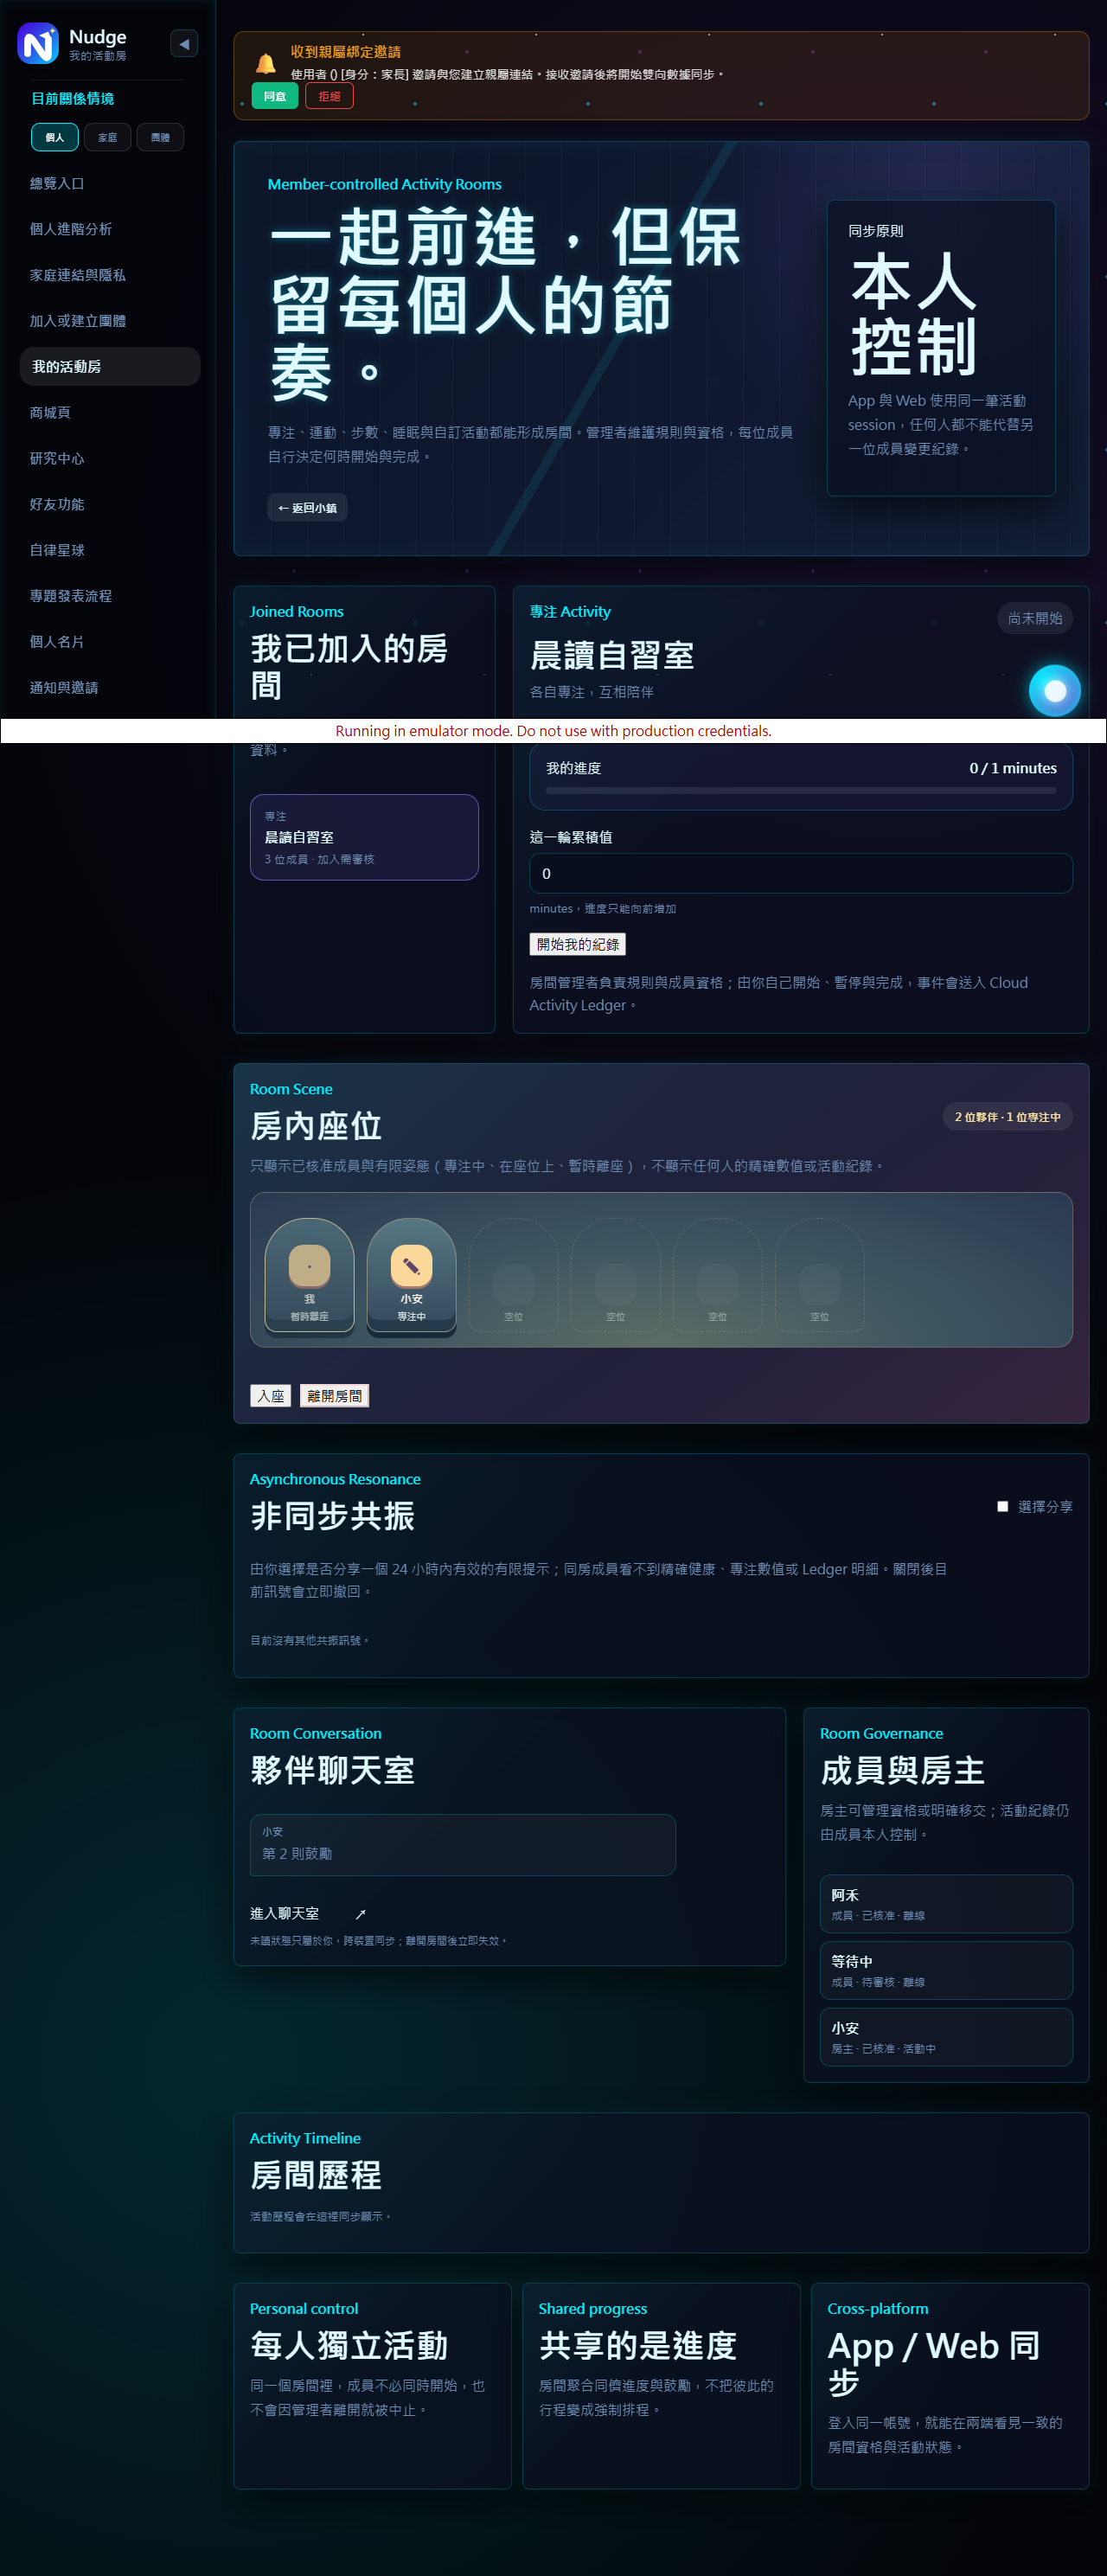 Nudge
我的活動房
◀
目前關係情境
個人 家庭 團體
總覽入口
個人進階分析
家庭連結與隱私
加入或建立團體
我的活動房
商城頁
研究中心
好友功能
自律星球
專題發表流程
個人名片
通知與邀請
收到親屬綁定邀請
使用者 () [身分：家長] 邀請與您建立親屬連結。接收邀請後將開始雙向數據同步。
同意 拒絕
Member-controlled Activity Rooms
一起前進，但保
留每個人的節
奏。
專注、運動、步數、睡眠與自訂活動都能形成房間。管理者維護規則與資格，每位成員
自行決定何時開始與完成。
← 返回小鎮
同步原則
本人
控制
App 與 Web 使用同一筆活動
session，任何人都不能代替另
一位成員變更紀錄。
Joined Rooms
我已加入的房
間
資料。
專注
晨讀自習室
3 位成員 · 加入需審核
專注 Activity
尚未開始
晨讀自習室
各自專注，互相陪伴
Running in emulator mode. Do not use with production credentials.
我的進度 0 / 1 minutes
這一輪累積值
0
minutes，進度只能向前增加
開始我的紀錄
房間管理者負責規則與成員資格；由你自己開始、暫停與完成，事件會送入 Cloud
Activity Ledger。
Room Scene
房內座位
2 位夥伴 · 1 位專注中
只顯示已核准成員與有限姿態（專注中、在座位上、暫時離座），不顯示任何人的精確數值或活動紀錄。
我 小安
暫時離座 專注中 空位 空位 空位 空位
入座 離開房間
Asynchronous Resonance
非同步共振
選擇分享
由你選擇是否分享一個 24 小時內有效的有限提示；同房成員看不到精確健康、專注數值或 Ledger 明細。關閉後目
前訊號會立即撤回。
目前沒有其他共振訊號。
Room Conversation
夥伴聊天室
小安
第 2 則鼓勵
進入聊天室 ↗
未讀狀態只屬於你，跨裝置同步；離開房間後立即失效。
Room Governance
成員與房主
房主可管理資格或明確移交；活動紀錄仍
由成員本人控制。
阿禾
成員 · 已核准 · 離線
等待中
成員 · 待審核 · 離線
小安
房主 · 已核准 · 活動中
Activity Timeline
房間歷程
活動歷程會在這裡同步顯示。
Personal control
每人獨立活動
同一個房間裡，成員不必同時開始，也
不會因管理者離開就被中止。
Shared progress
共享的是進度
房間聚合同儕進度與鼓勵，不把彼此的
行程變成強制排程。
Cross-platform
App / Web 同
步
登入同一帳號，就能在兩端看見一致的
房間資格與活動狀態。